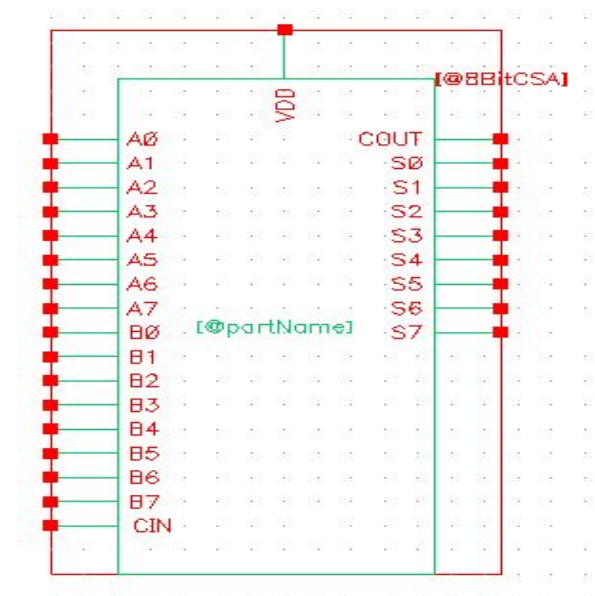 [@8BitCSA]
VDD
A0 COUT
A1 S0
A2 S1
A3 S2
A4 S3
A5 S4
A6 S5
A7 S6
B0 [@partName] S7
B1
B2
B3
B4
B5
B6
B7
CIN